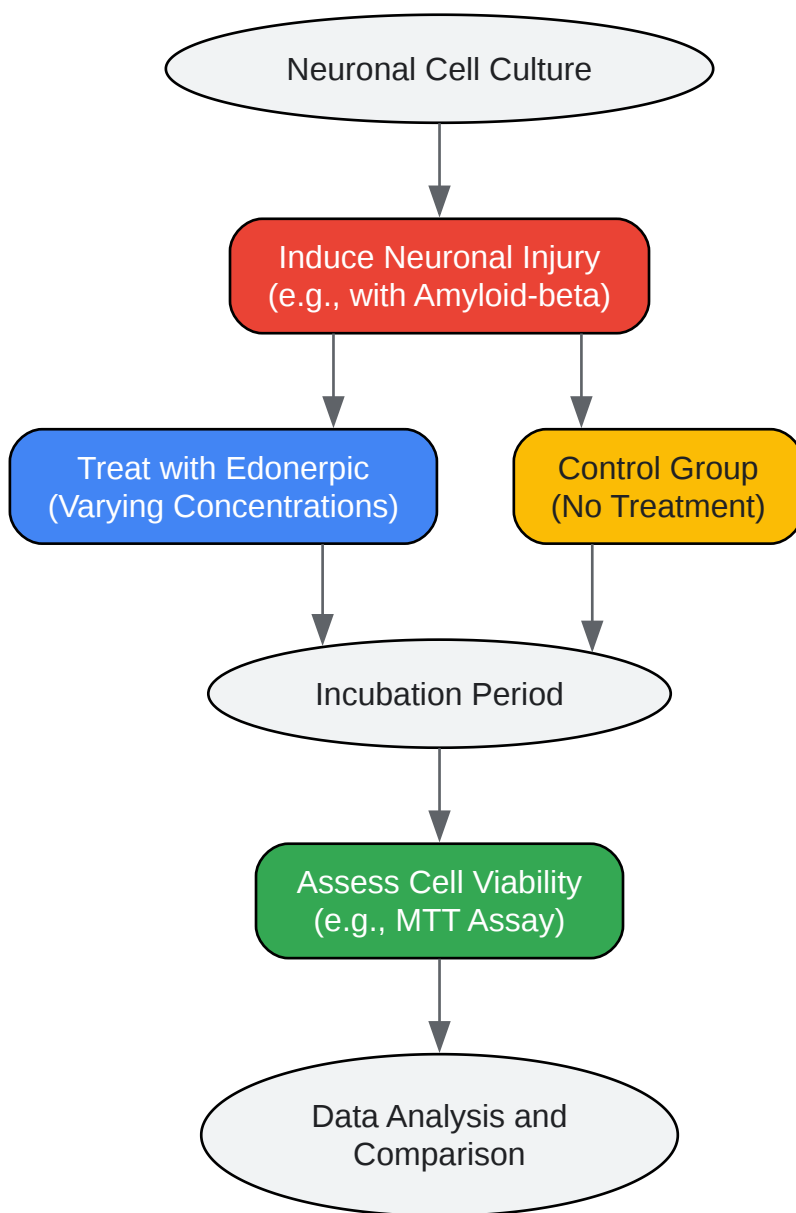 Neuronal Cell Culture
Induce Neuronal Injury
(e.g., with Amyloid-beta)
Treat with Edonerpic
(Varying Concentrations)
Control Group
(No Treatment)
Incubation Period
Assess Cell Viability
(e.g., MTT Assay)
Data Analysis and
Comparison